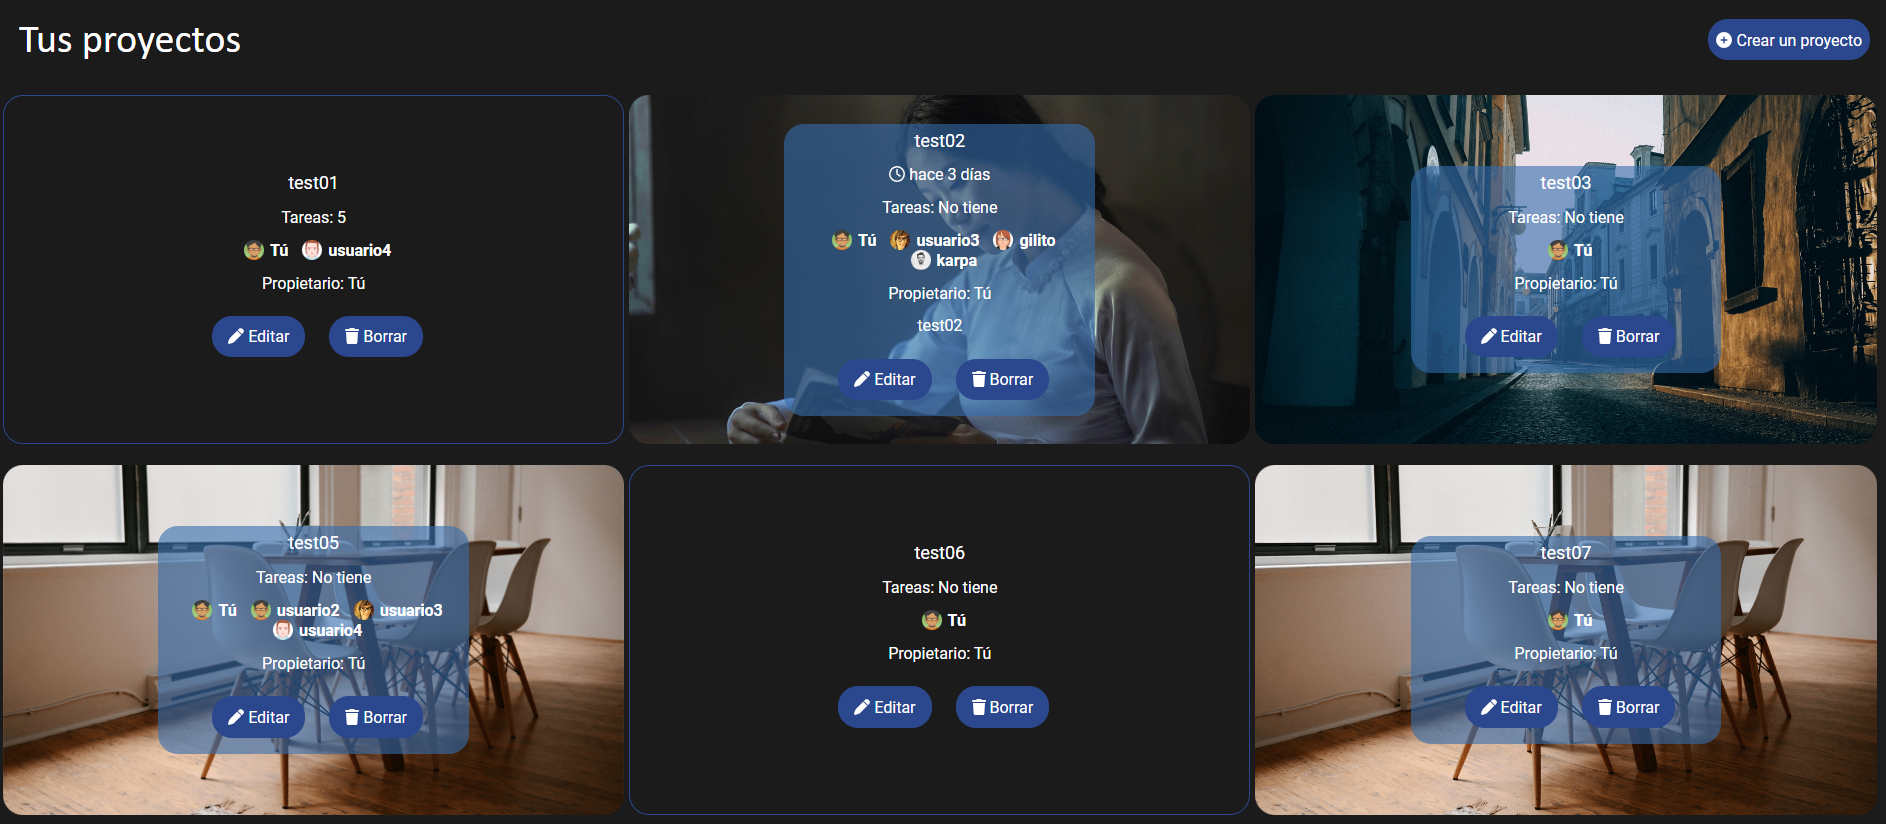 Tus proyectos
Crear un proyecto
test01
Tareas: 5
Tú usuario4
Propietario: Tú
Editar Borrar
test02
hace 3 días
Tareas: No tiene
Tú usuario3 gilito
karpa
Propietario: Tú
test02
Editar Borrar
test03
Tareas: No tiene
Tú
Propietario: Tú
Editar Borrar
test05
Tareas: No tiene
Tú usuario2 usuario3
usuario4
Propietario: Tú
Editar Borrar
test06
Tareas: No tiene
Tú
Propietario: Tú
Editar Borrar
test07
Tareas: No tiene
Tú
Propietario: Tú
Editar Borrar